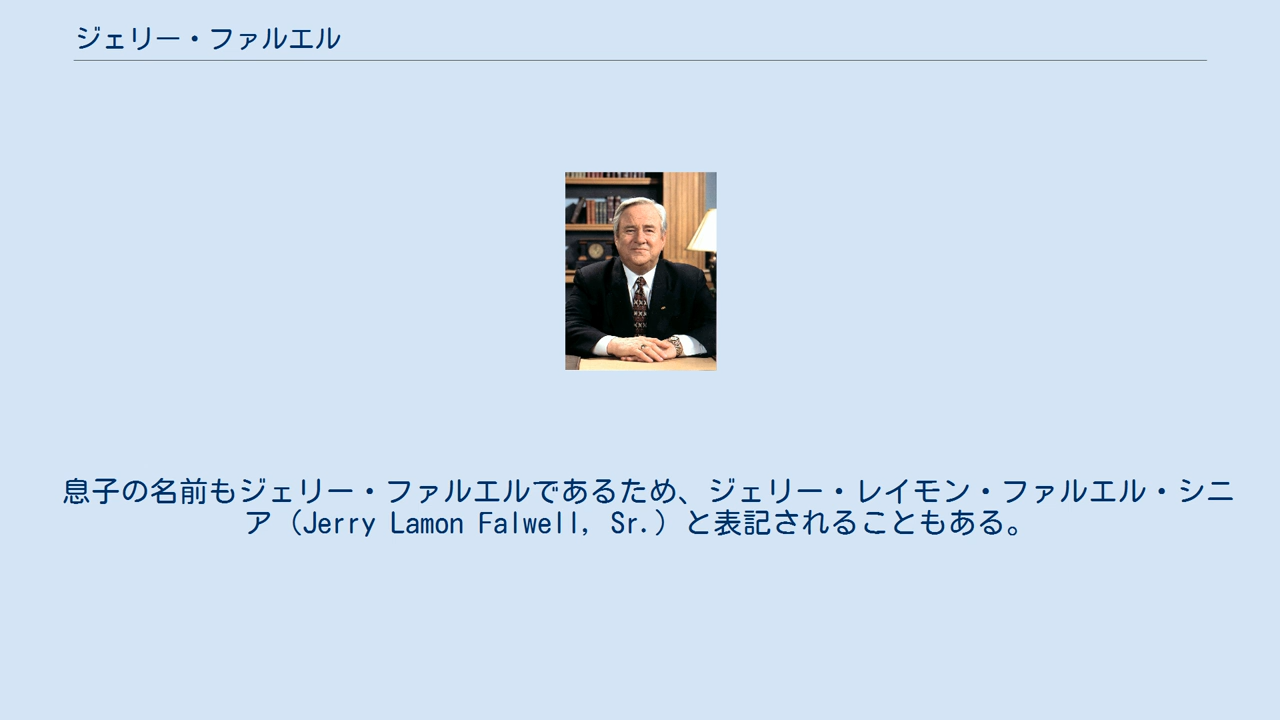 ジェリー・ファルエル
息子の名前もジェリー・ファルエルであるため、ジェリー・レイモン・ファルエル・シニ
ア（Jerry Lamon Falwell, Sr.）と表記されることもある。